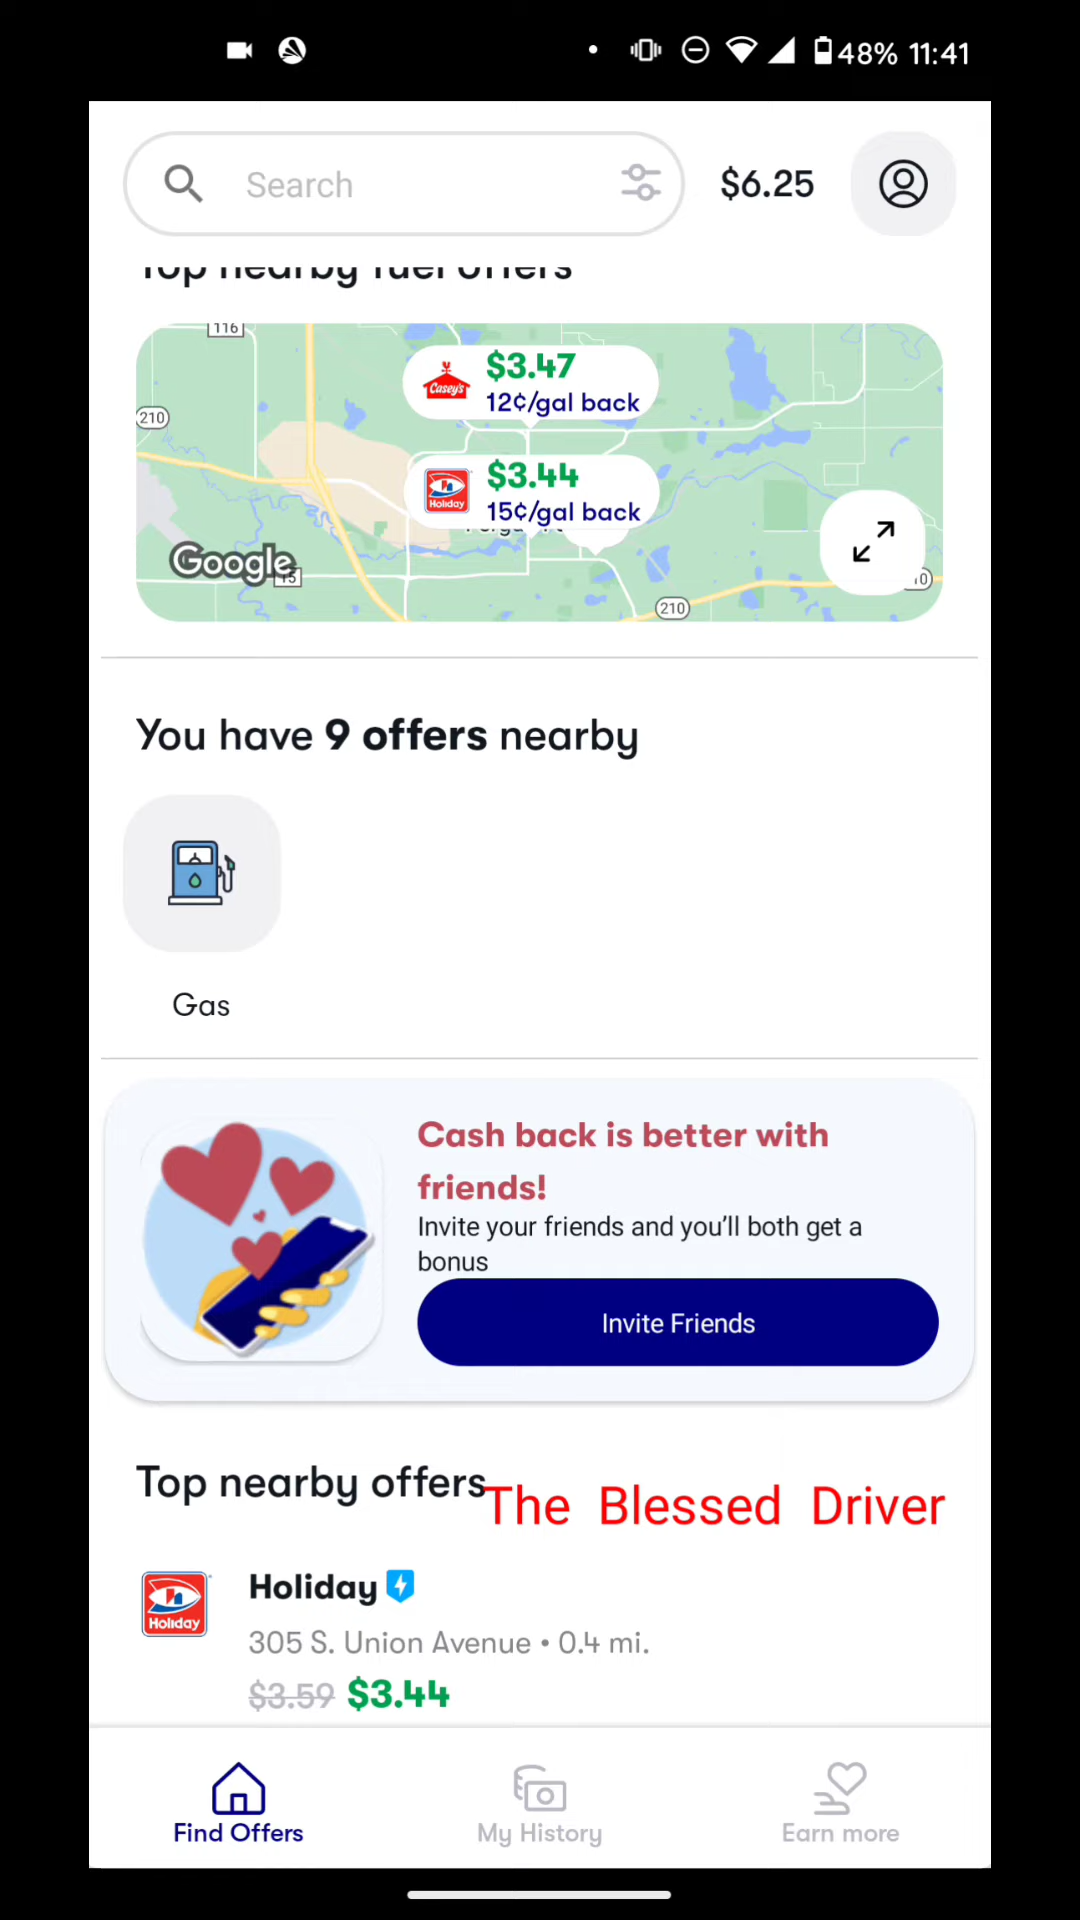 48% 11:41
Search
$6.25
Top nearby fuel offers
116
$3.47
12¢/gal back
210
Casey's
$3.44
15¢/gal back
Holiday
Google
15
210
You have 9 offers nearby
Gas
Cash back is better with
friends!
Invite your friends and you’ll both get a
bonus
Invite Friends
Top nearby offers
The Blessed Driver
Holiday
Holiday
305 S. Union Avenue • 0.4 mi.
$3.59 $3.44
Find Offers
My History
Earn more